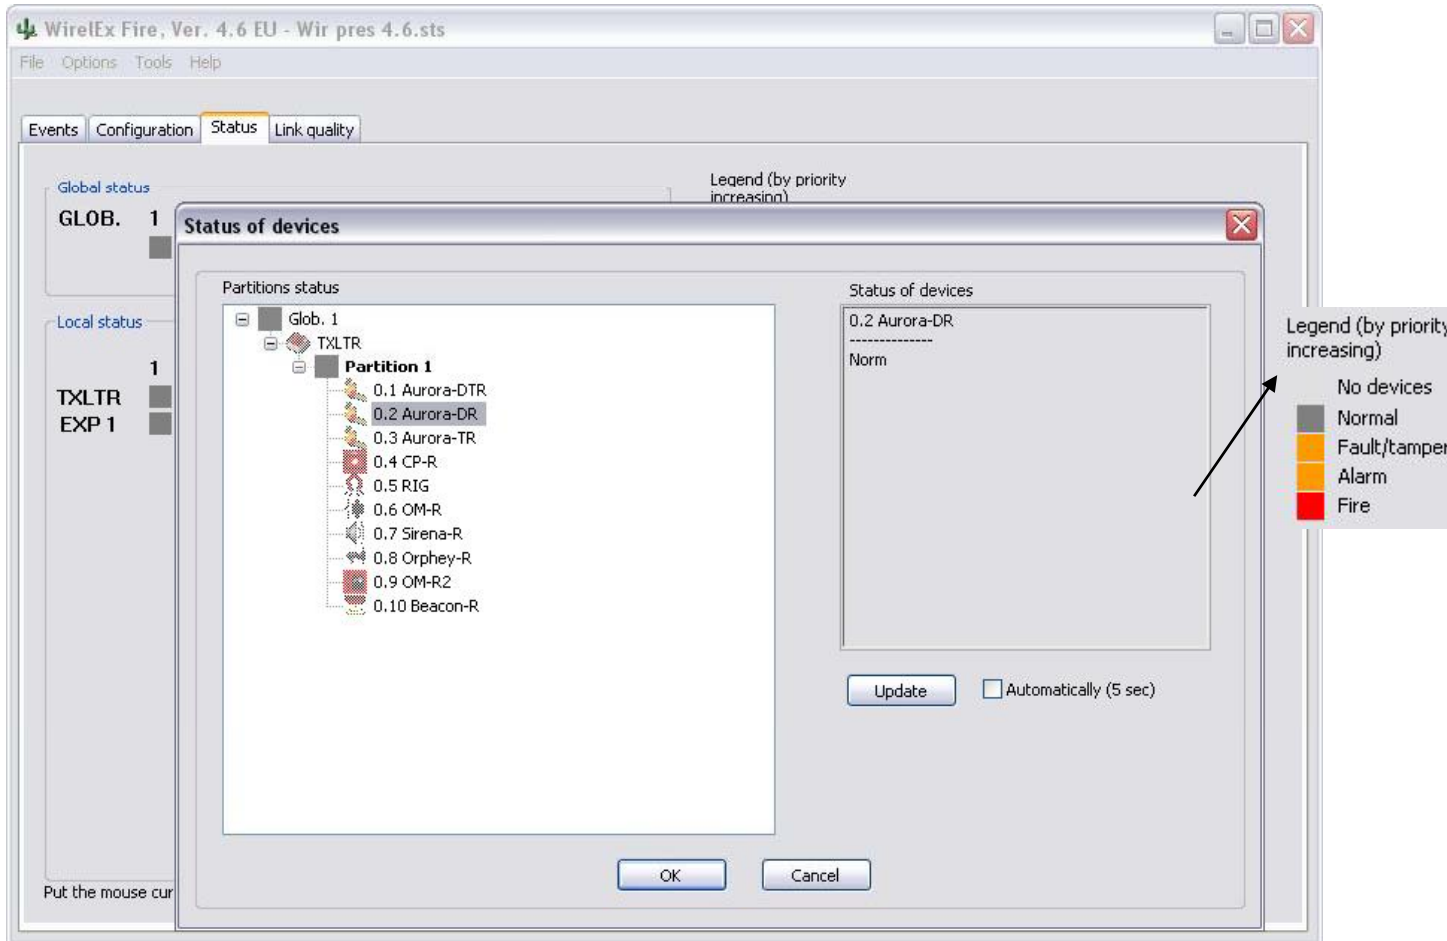 WirelEx Fire, Ver. 4.6 EU - Wir pres 4.6.sts
File Options Tools Help
Events Configuration Status Link quality
Global status
Legend (by priority
increasing)
GLOB. 1
Local status
1
TXLTR
EXP 1
Put the mouse cur
Status of devices
Partitions status
Glob. 1
TXLTR
Partition 1
0.1 Aurora-DTR
0.2 Aurora-DR
0.3 Aurora-TR
0.4 CP-R
0.5 RIG
0.6 OM-R
0.7 Sirena-R
0.8 Orphey-R
0.9 OM-R2
0.10 Beacon-R
Status of devices
0.2 Aurora-DR
--------------
Norm
Update Automatically (5 sec)
OK Cancel
Legend (by priority
increasing)
No devices
Normal
Fault/tamper
Alarm
Fire